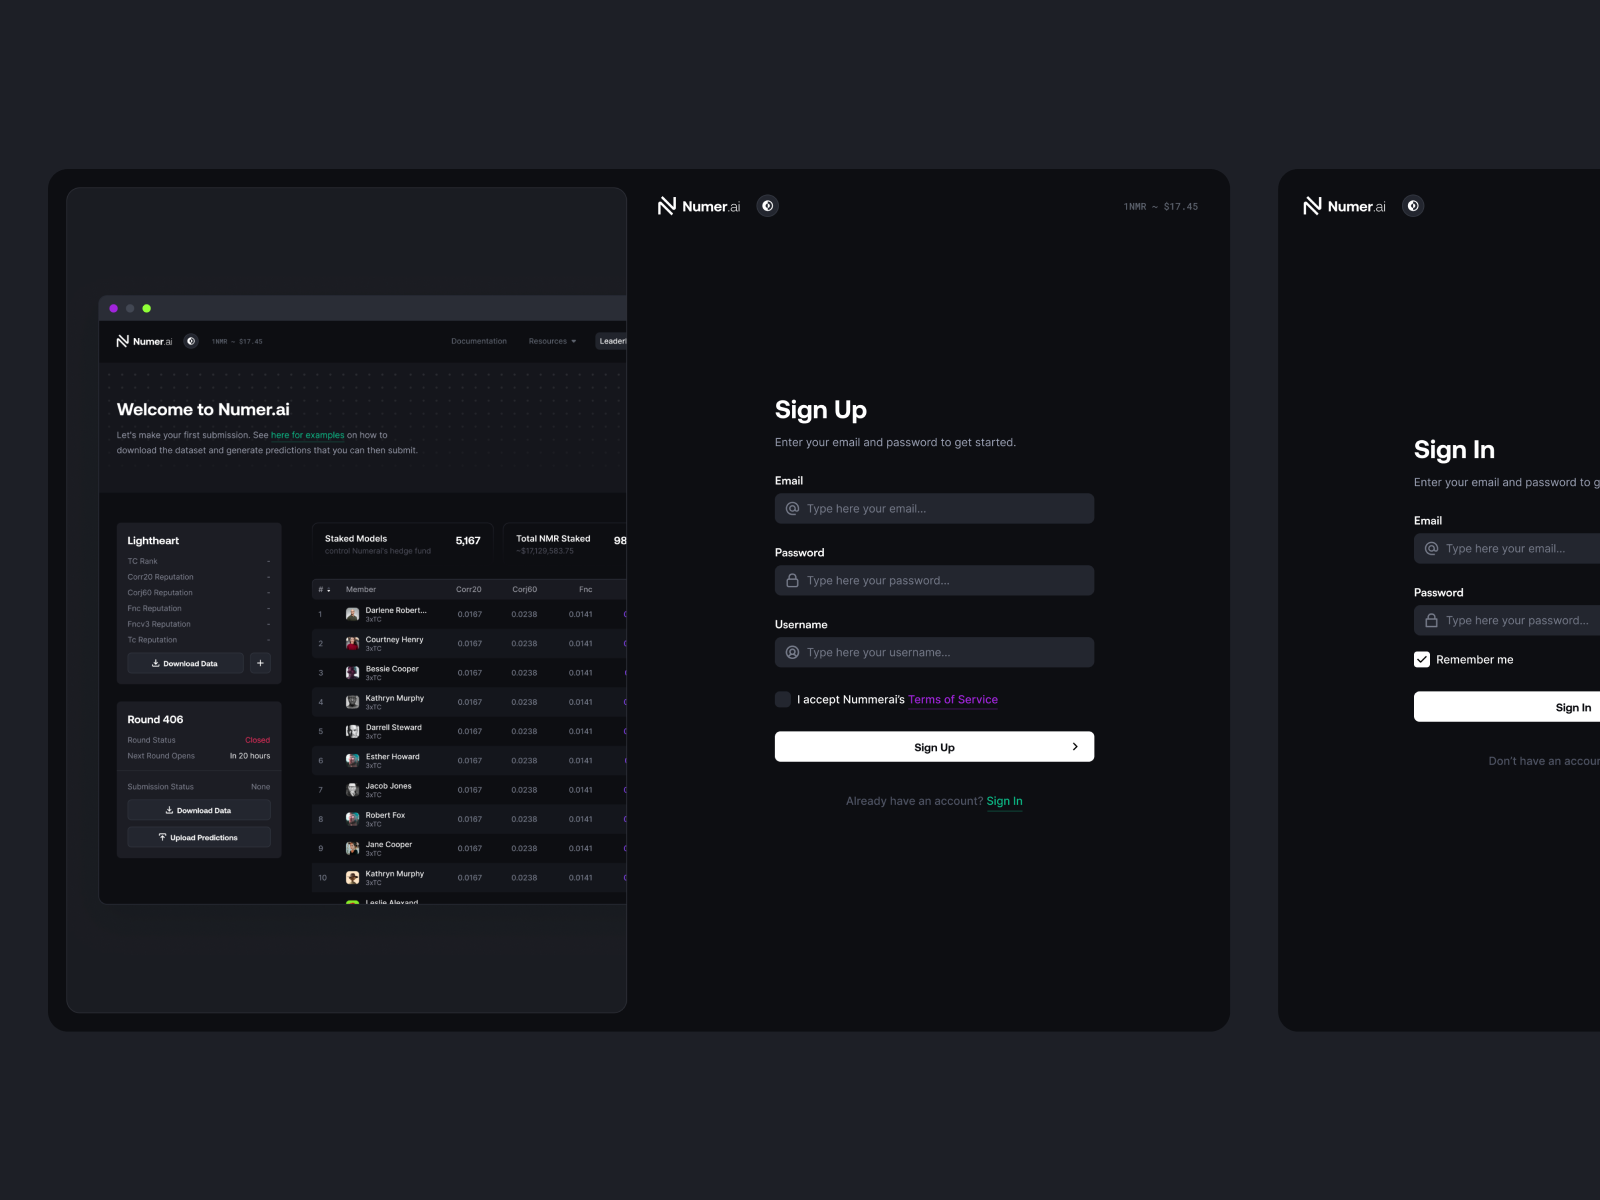 Numer.ai
1NMR ~ $17.45
Documentation
Resources
Welcome to Numer.ai
Let's make your first submission. See here for examples on how to
download the dataset and generate predictions that you can then submit.
Lightheart
TC Rank -
Corr20 Reputation -
Corj60 Reputation -
Fnc Reputation -
Fncv3 Reputation -
Tc Reputation -
Download Data
+
Round 406
Round Status Closed
Next Round Opens In 20 hours
Submission Status None
Download Data
Upload Predictions
Staked Models 5,167
control Numerai's hedge fund
Total NMR Staked 98
~$17,129,583.75
# Member Corr20 Corj60 Fnc
1 Darlene Robert... 0.0167 0.0238 0.0141
3xTC
2 Courtney Henry 0.0167 0.0238 0.0141
3xTC
3 Bessie Cooper 0.0167 0.0238 0.0141
3xTC
4 Kathryn Murphy 0.0167 0.0238 0.0141
3xTC
5 Darrell Steward 0.0167 0.0238 0.0141
3xTC
6 Esther Howard 0.0167 0.0238 0.0141
3xTC
7 Jacob Jones 0.0167 0.0238 0.0141
3xTC
8 Robert Fox 0.0167 0.0238 0.0141
3xTC
9 Jane Cooper 0.0167 0.0238 0.0141
3xTC
10 Kathryn Murphy 0.0167 0.0238 0.0141
3xTC
Leslie Alexand
Numer.ai
1NMR ~ $17.45
Sign Up
Enter your email and password to get started.
Email
Type here your email...
Password
Type here your password...
Username
Type here your username...
I accept Nummerai's Terms of Service
Sign Up
Already have an account? Sign In
Numer.ai
Sign In
Enter your email and password to g
Email
Type here your email...
Password
Type here your password...
Remember me
Sign In
Don't have an accoun